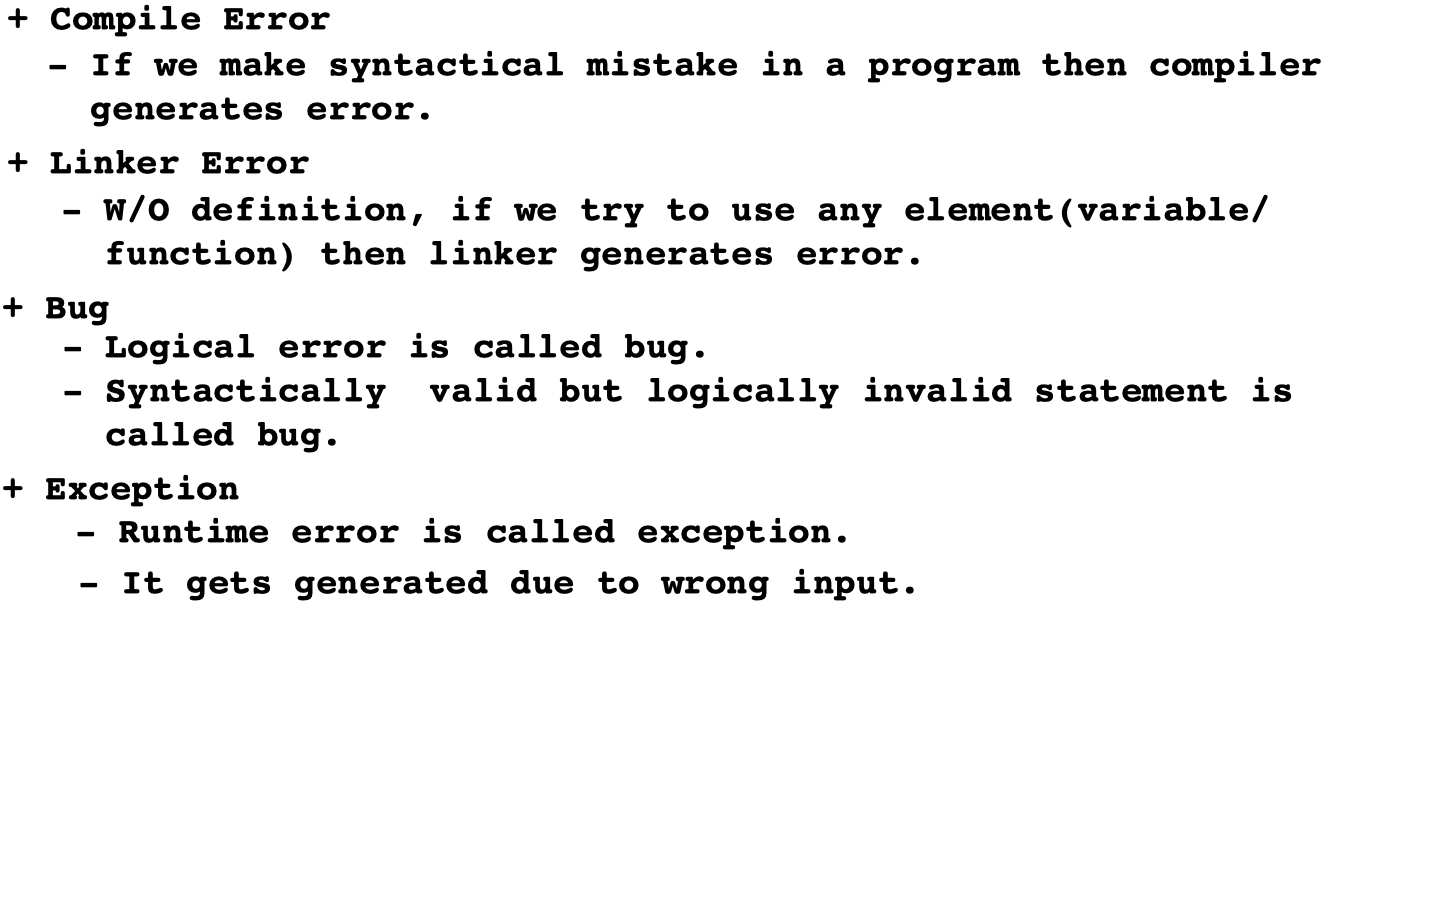 + Compile Error
- If we make syntactical mistake in a program then compiler
generates error.
+ Linker Error
- W/O definition, if we try to use any element(variable/
function) then linker generates error.
+ Bug
- Logical error is called bug.
- Syntactically  valid but logically invalid statement is
called bug.
+ Exception
- Runtime error is called exception.
- It gets generated due to wrong input.